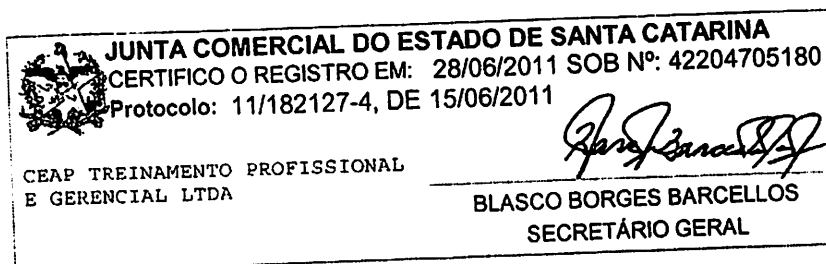 JUNTA COMERCIAL DO ESTADO DE SANTA CATARINA
CERTIFICO O REGISTRO EM: 28/06/2011 SOB Nº: 42204705180
Protocolo: 11/182127-4, DE 15/06/2011
CEAP TREINAMENTO PROFISSIONAL
E GERENCIAL LTDA
BLASCO BORGES BARCELLOS
SECRETÁRIO GERAL